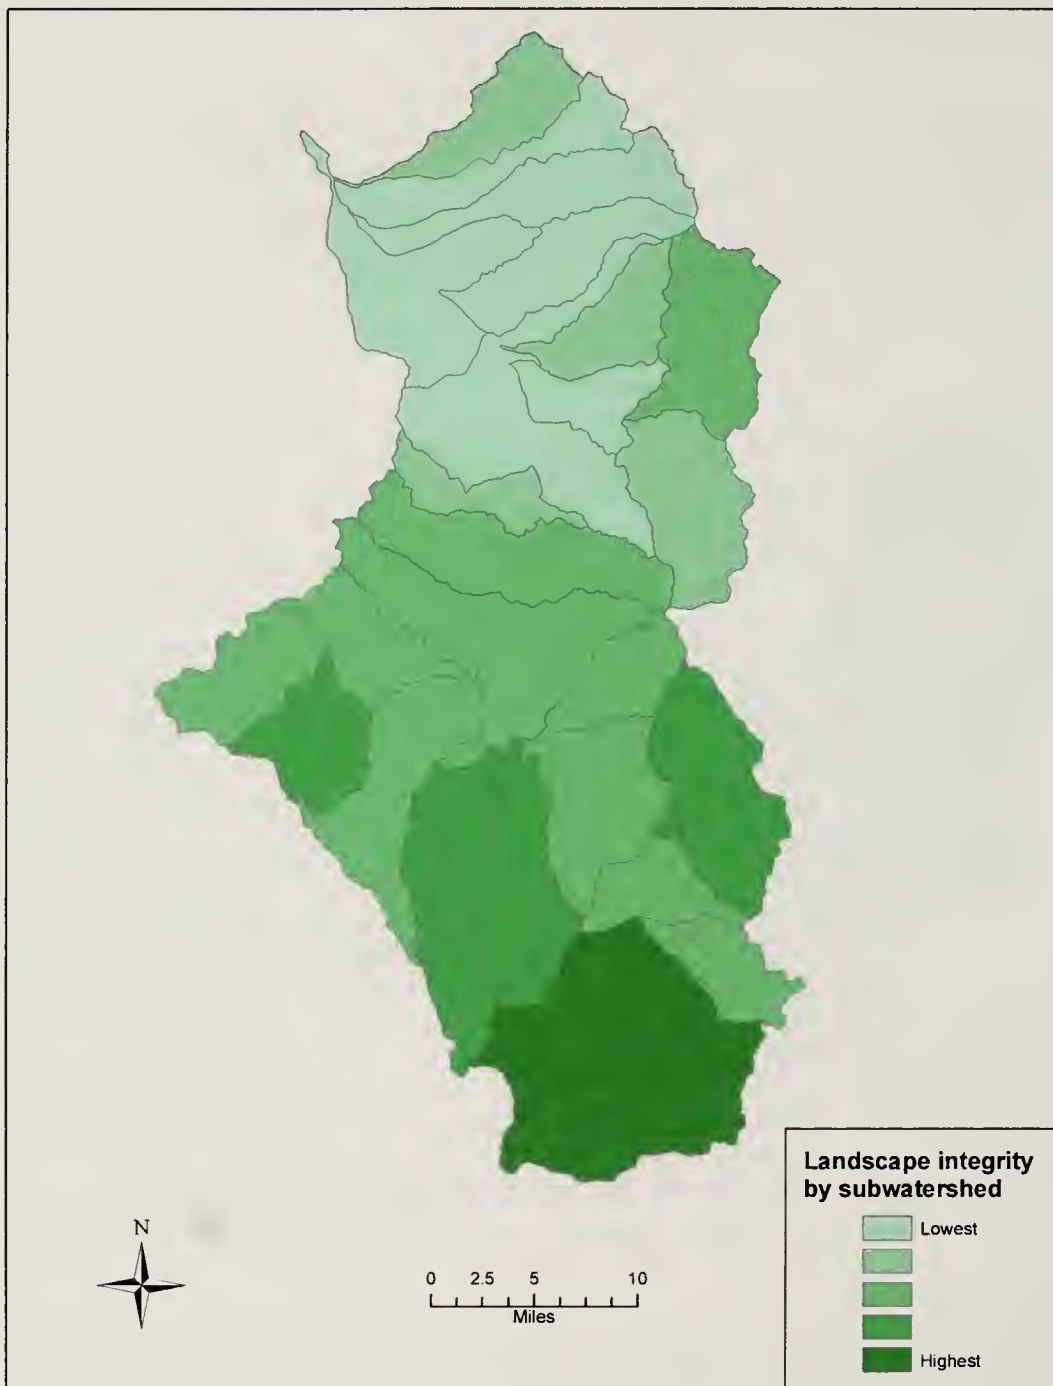 N
0 2.5 5 10
Miles
Landscape integrity
by subwatershed
Lowest
Highest